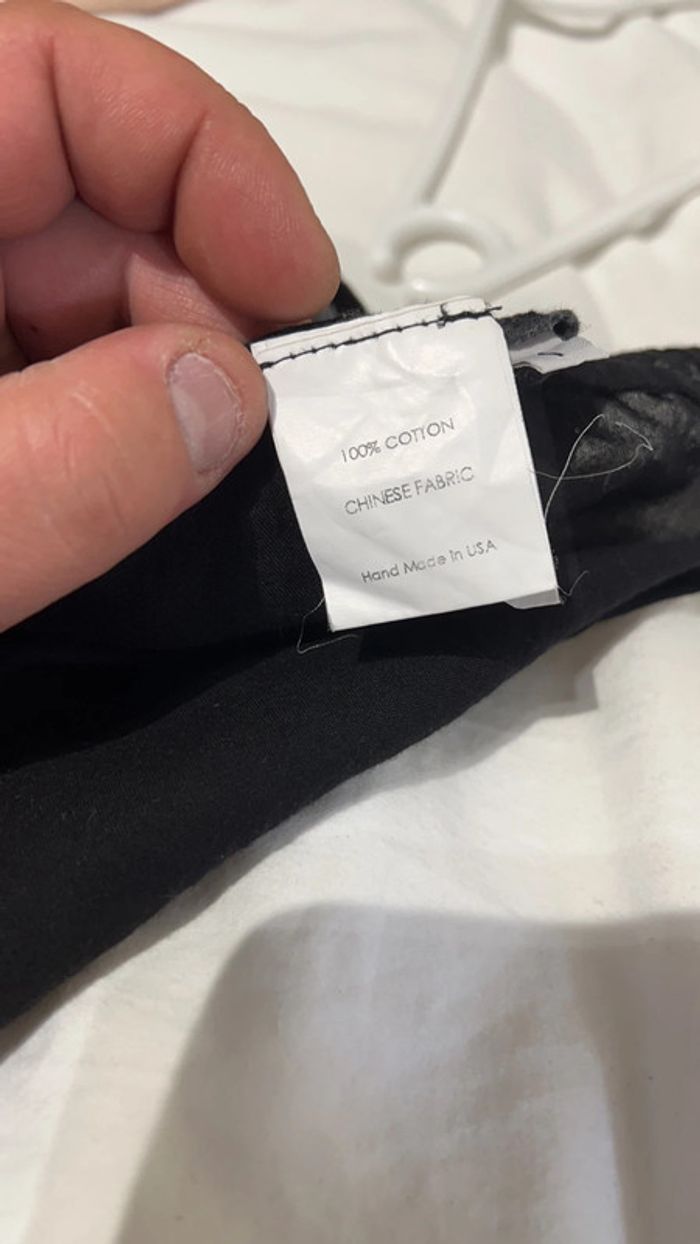 100% COTTON
CHINESE FABRIC
Hand Made In USA